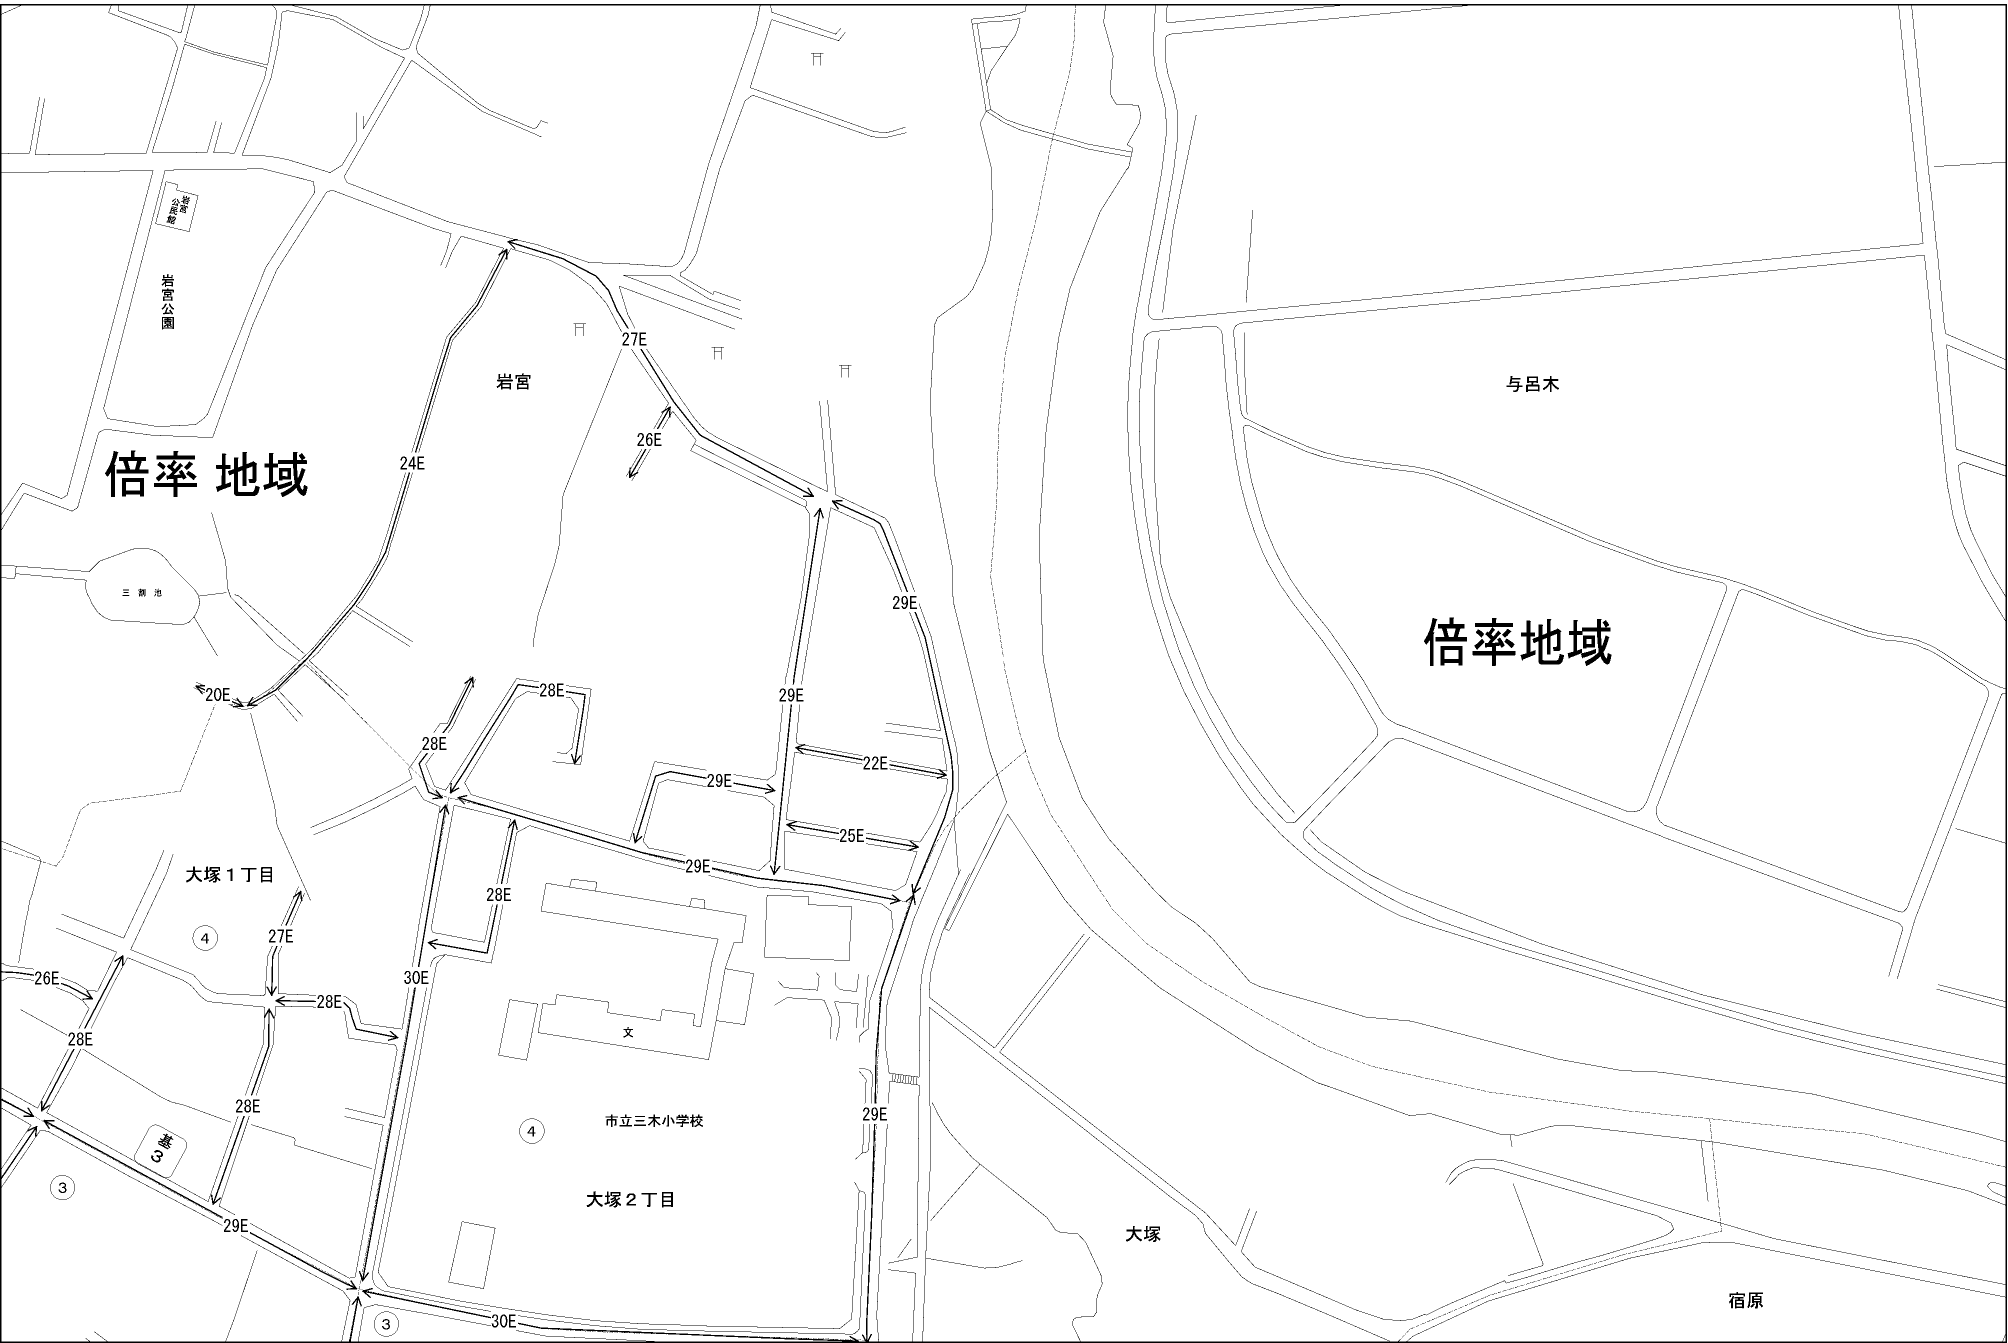 岩宮
公民館
岩宮公園
27E
岩宮
与呂木
26E
24E
倍率 地域
三 割 池
29E
倍率地域
20E
28E
29E
28E
22E
29E
25E
29E
大塚1丁目
28E
27E
④
26E
30E
28E
文
28E
28E
29E
市立三木小学校
④
基
3
③
大塚2丁目
29E
大塚
宿原
30E
③